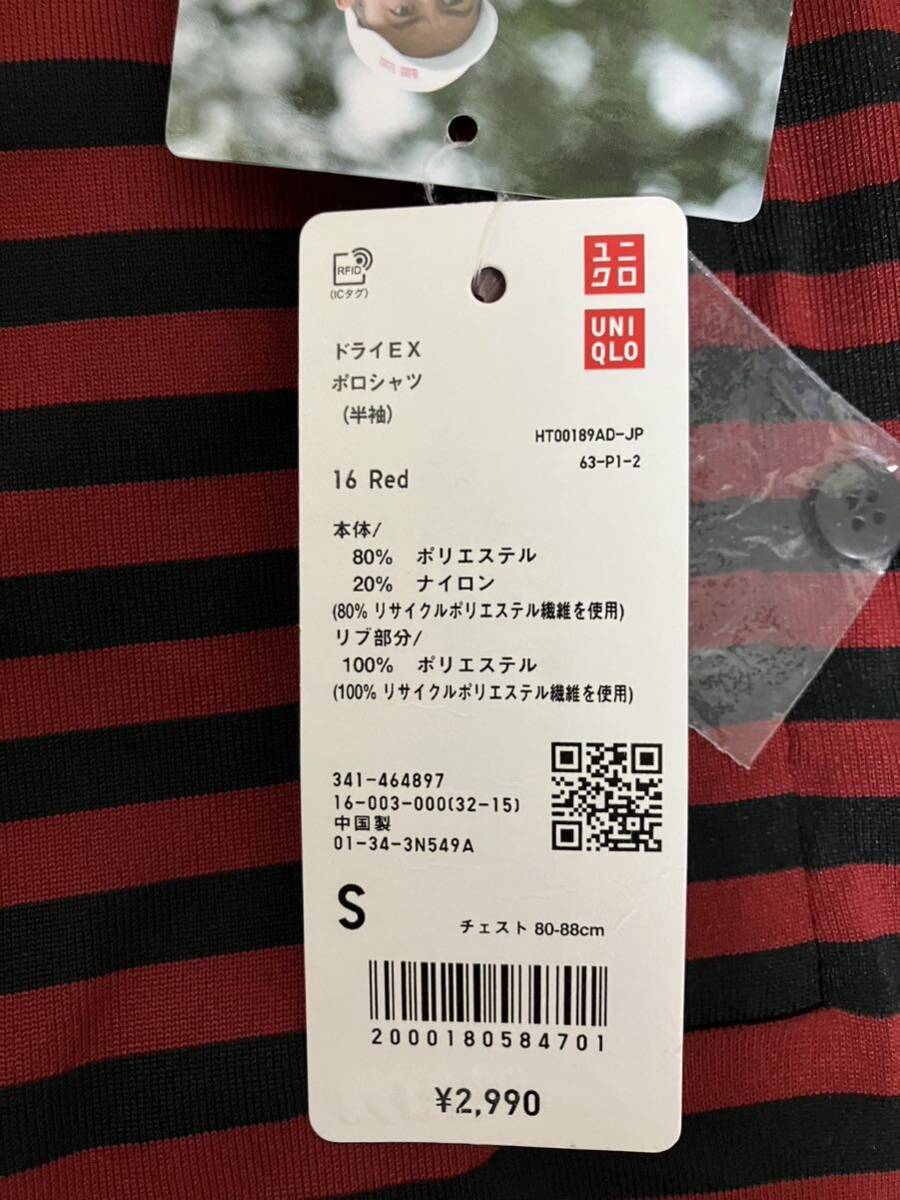 RFID
(ICタグ)
ユニ
クロ
UNI
QLO
ドライEX
ポロシャツ
(半袖)
HT00189AD-JP
63-P1-2
16 Red
本体/
80% ポリエステル
20% ナイロン
(80% リサイクルポリエステル繊維を使用)
リブ部分/
100% ポリエステル
(100% リサイクルポリエステル繊維を使用)
341-464897
16-003-000(32-15)
中国製
01-34-3N549A
S
チェスト 80-88cm
2000180584701
¥2,990